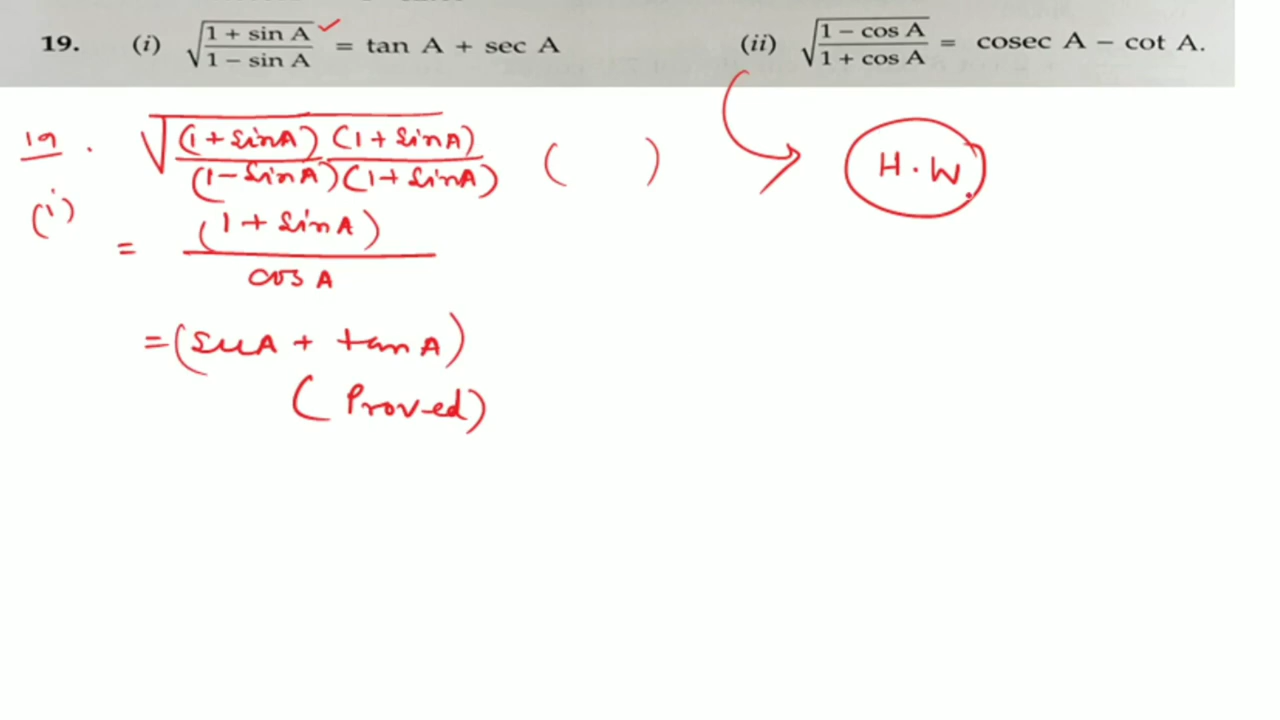 19. (i) √((1 + sin A)/(1 − sin A)) = tan A + sec A (ii) √((1 − cos A)/(1 + cos A)) = cosec A − cot A.
19. √(((1+sinA)(1+sinA))/((1−sinA)(1+sinA))) ( )
(i)
= (1+sinA)/cosA
=(secA + tanA)
(Proved)
H.W.